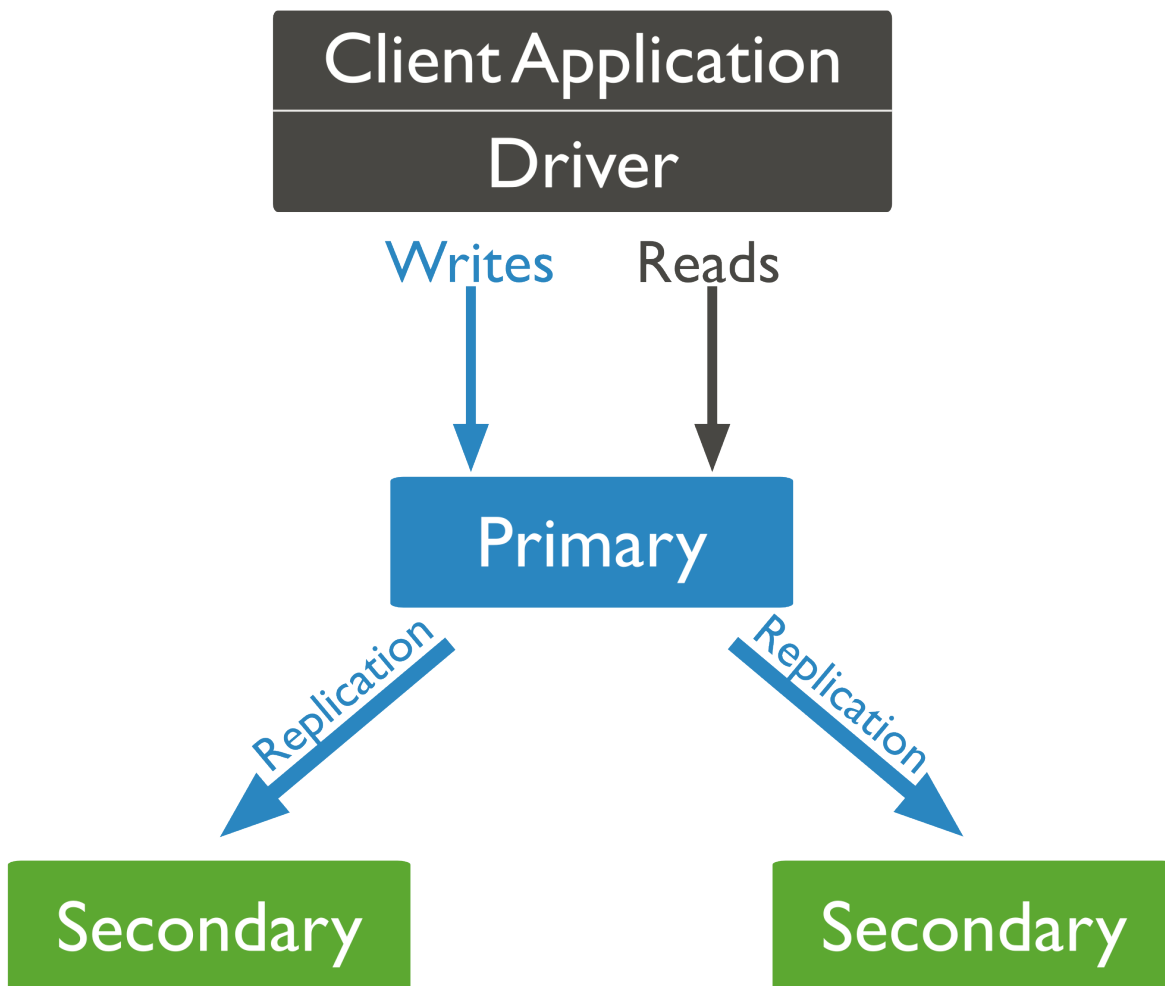 Client Application
Driver
Writes
Reads
Primary
Replication
Replication
Secondary
Secondary